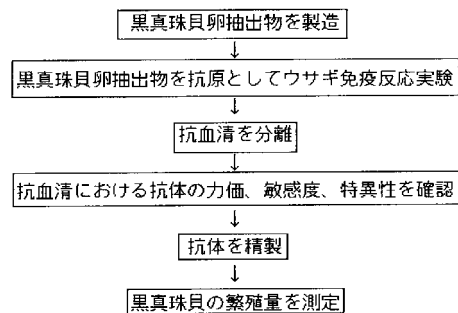 黒真珠貝卵抽出物を製造
↓
黒真珠貝卵抽出物を抗原としてウサギ免疫反応実験
↓
抗血清を分離
↓
抗血清における抗体の力価、敏感度、特異性を確認
↓
抗体を精製
↓
黒真珠貝の繁殖量を測定